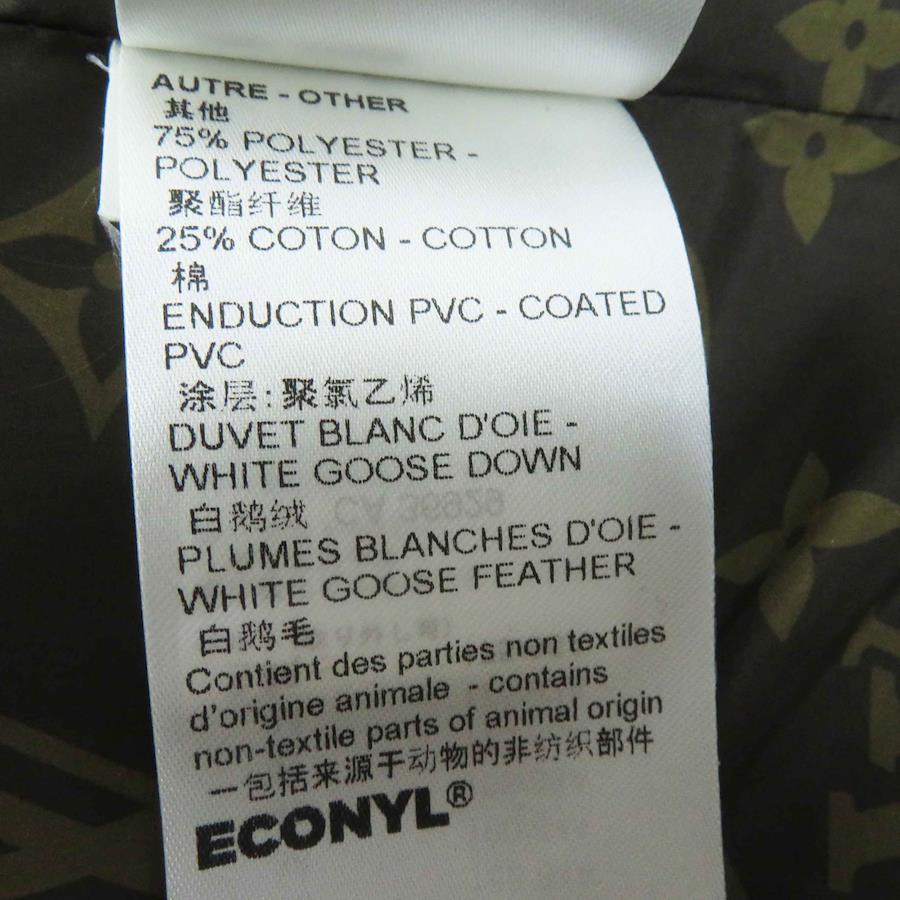 AUTRE - OTHER
其他
75% POLYESTER -
POLYESTER
聚酯纤维
25% COTON - COTTON
棉
ENDUCTION PVC - COATED
PVC
涂层:聚氯乙烯
DUVET BLANC D'OIE -
WHITE GOOSE DOWN
白鹅绒
CA 36929
PLUMES BLANCHES D'OIE -
WHITE GOOSE FEATHER
白鹅毛
Contient des parties non textiles
d'origine animale - contains
non-textile parts of animal origin
一包括来源于动物的非纺织部件
ECONYL®